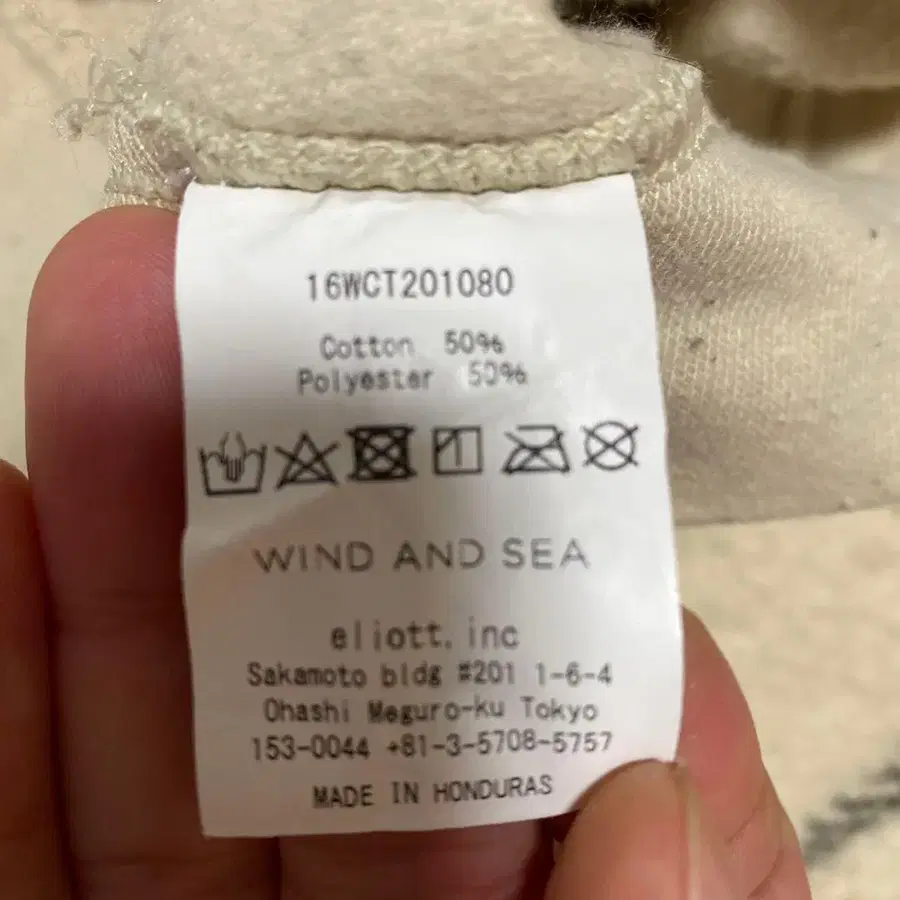 16WCT201080
Cotton 50%
Polyester 50%
WIND AND SEA
eliott. inc
Sakamoto bldg #201 1-6-4
Ohashi Meguro-ku Tokyo
153-0044 +81-3-5708-5757
MADE IN HONDURAS